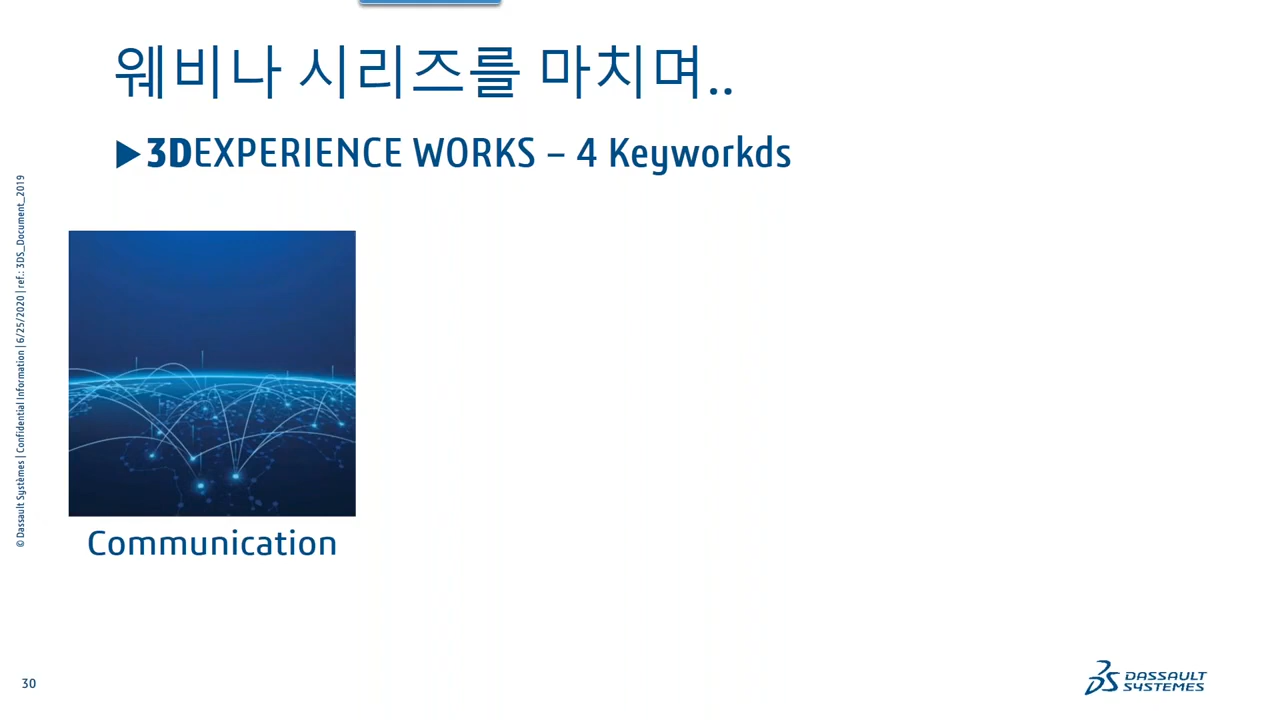 웨비나 시리즈를 마치며..
▶3DEXPERIENCE WORKS – 4 Keyworkds
© Dassault Systèmes | Confidential Information | 6/25/2020 | ref.: 3DS_Document_2019
Communication
30
3DS DASSAULT
SYSTEMES